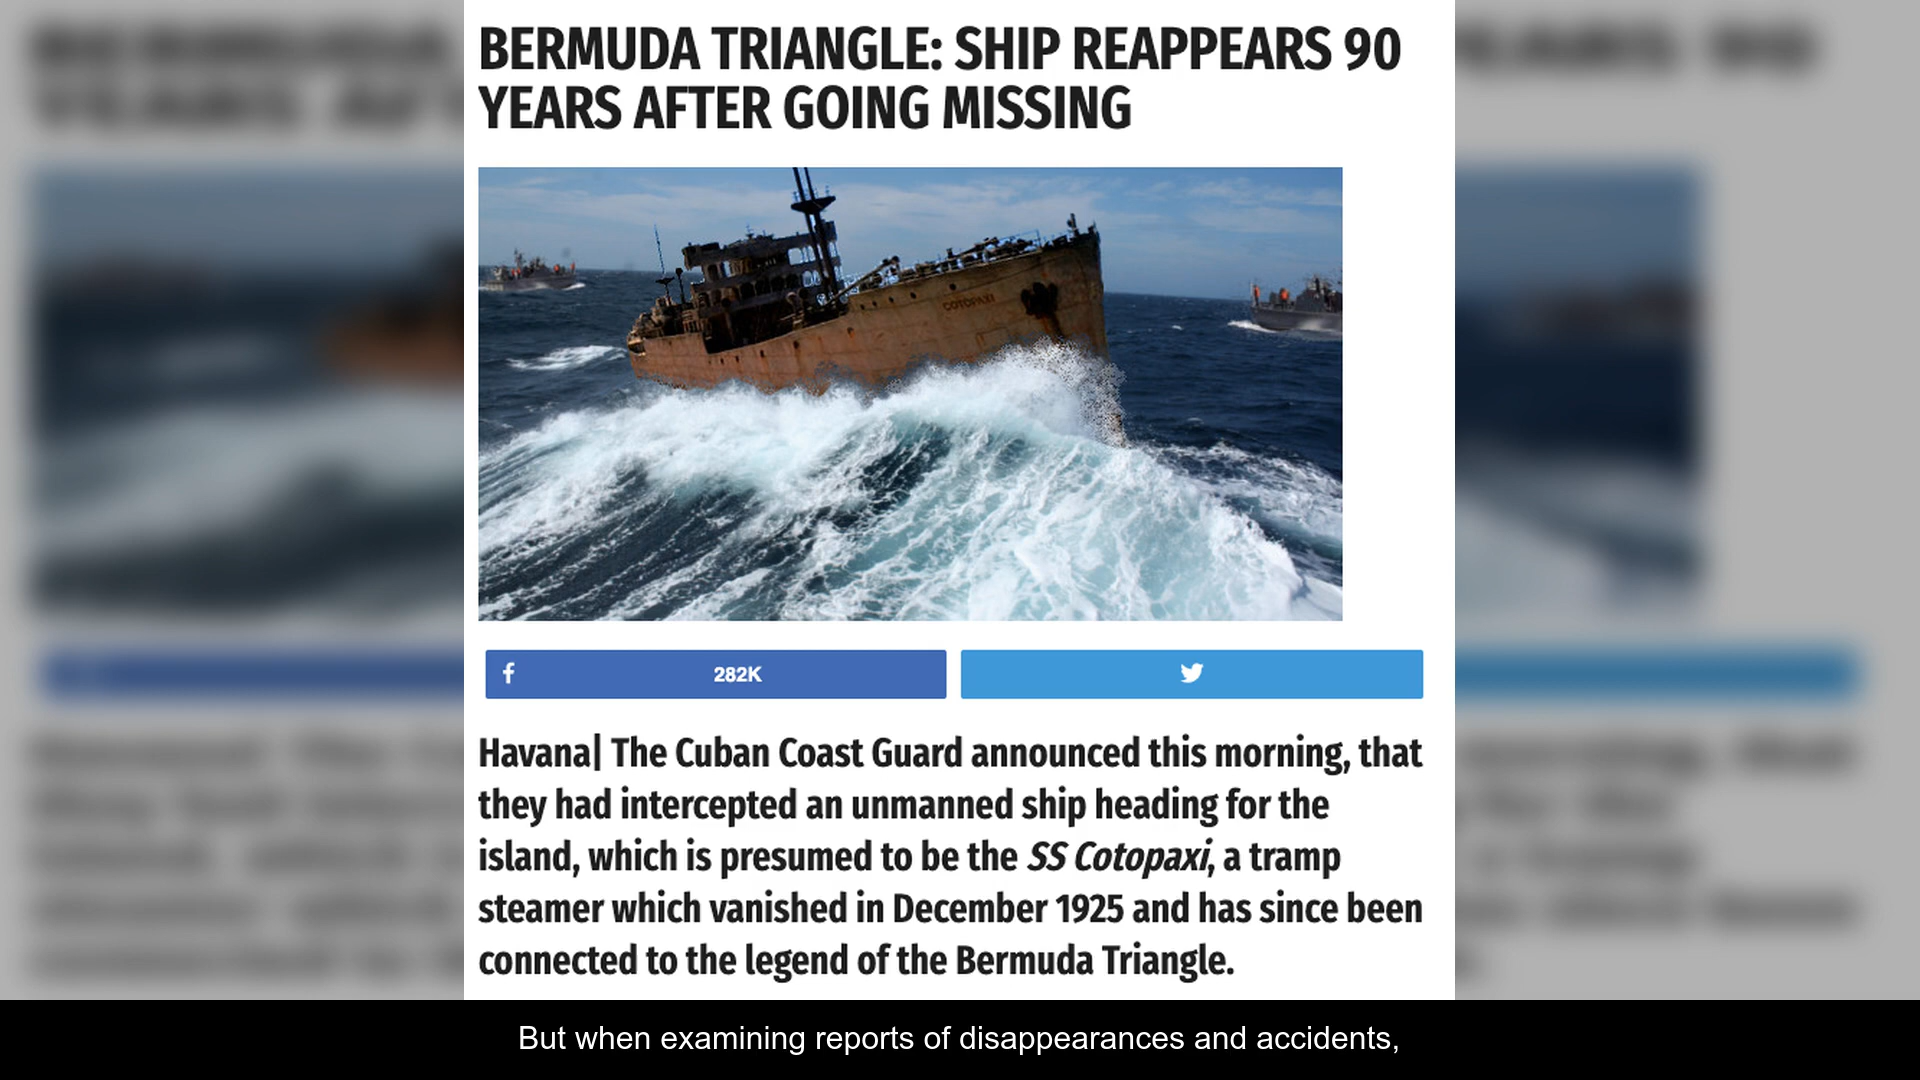 BERMUDA TRIANGLE: SHIP REAPPEARS 90
YEARS AFTER GOING MISSING
COTOPAXI
282K
Havana| The Cuban Coast Guard announced this morning, that
they had intercepted an unmanned ship heading for the
island, which is presumed to be the SS Cotopaxi, a tramp
steamer which vanished in December 1925 and has since been
connected to the legend of the Bermuda Triangle.
But when examining reports of disappearances and accidents,